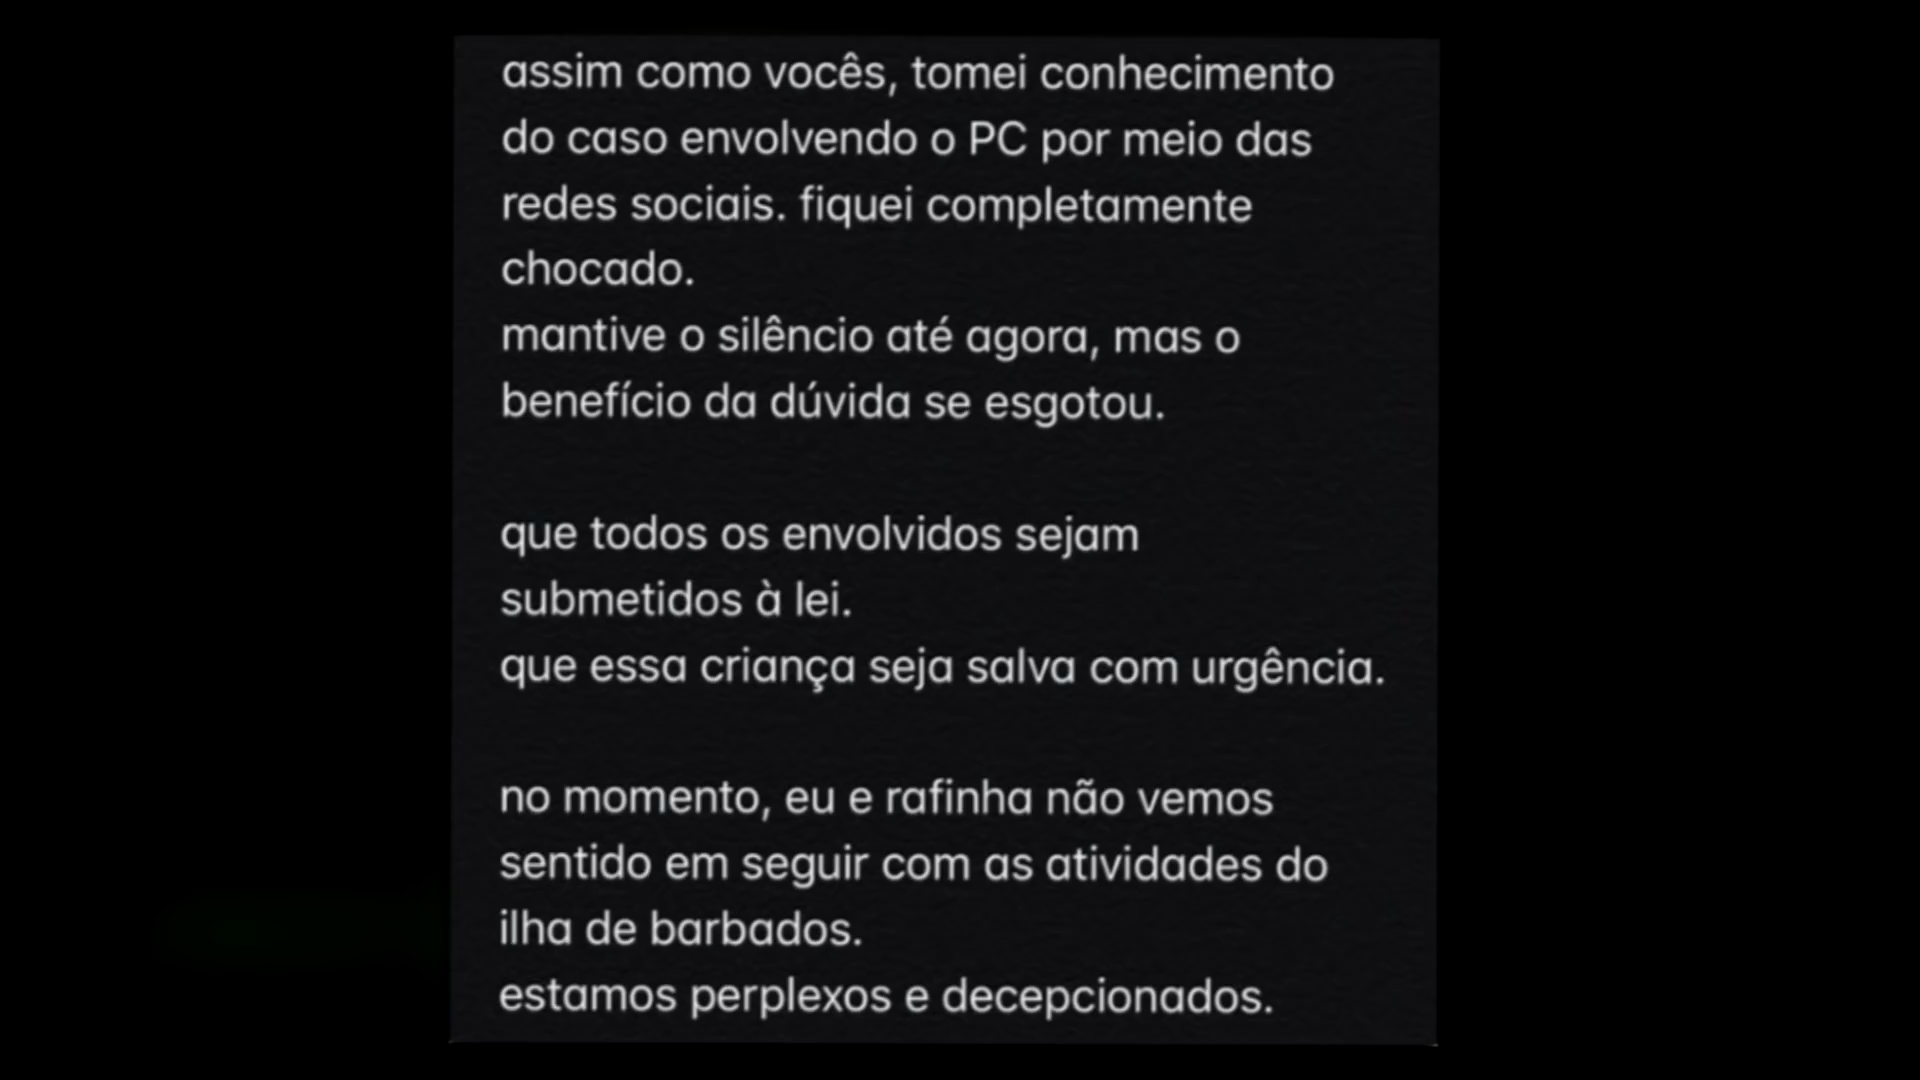 assim como vocês, tomei conhecimento
do caso envolvendo o PC por meio das
redes sociais. fiquei completamente
chocado.
mantive o silêncio até agora, mas o
benefício da dúvida se esgotou.
que todos os envolvidos sejam
submetidos à lei.
que essa criança seja salva com urgência.
no momento, eu e rafinha não vemos
sentido em seguir com as atividades do
ilha de barbados.
estamos perplexos e decepcionados.